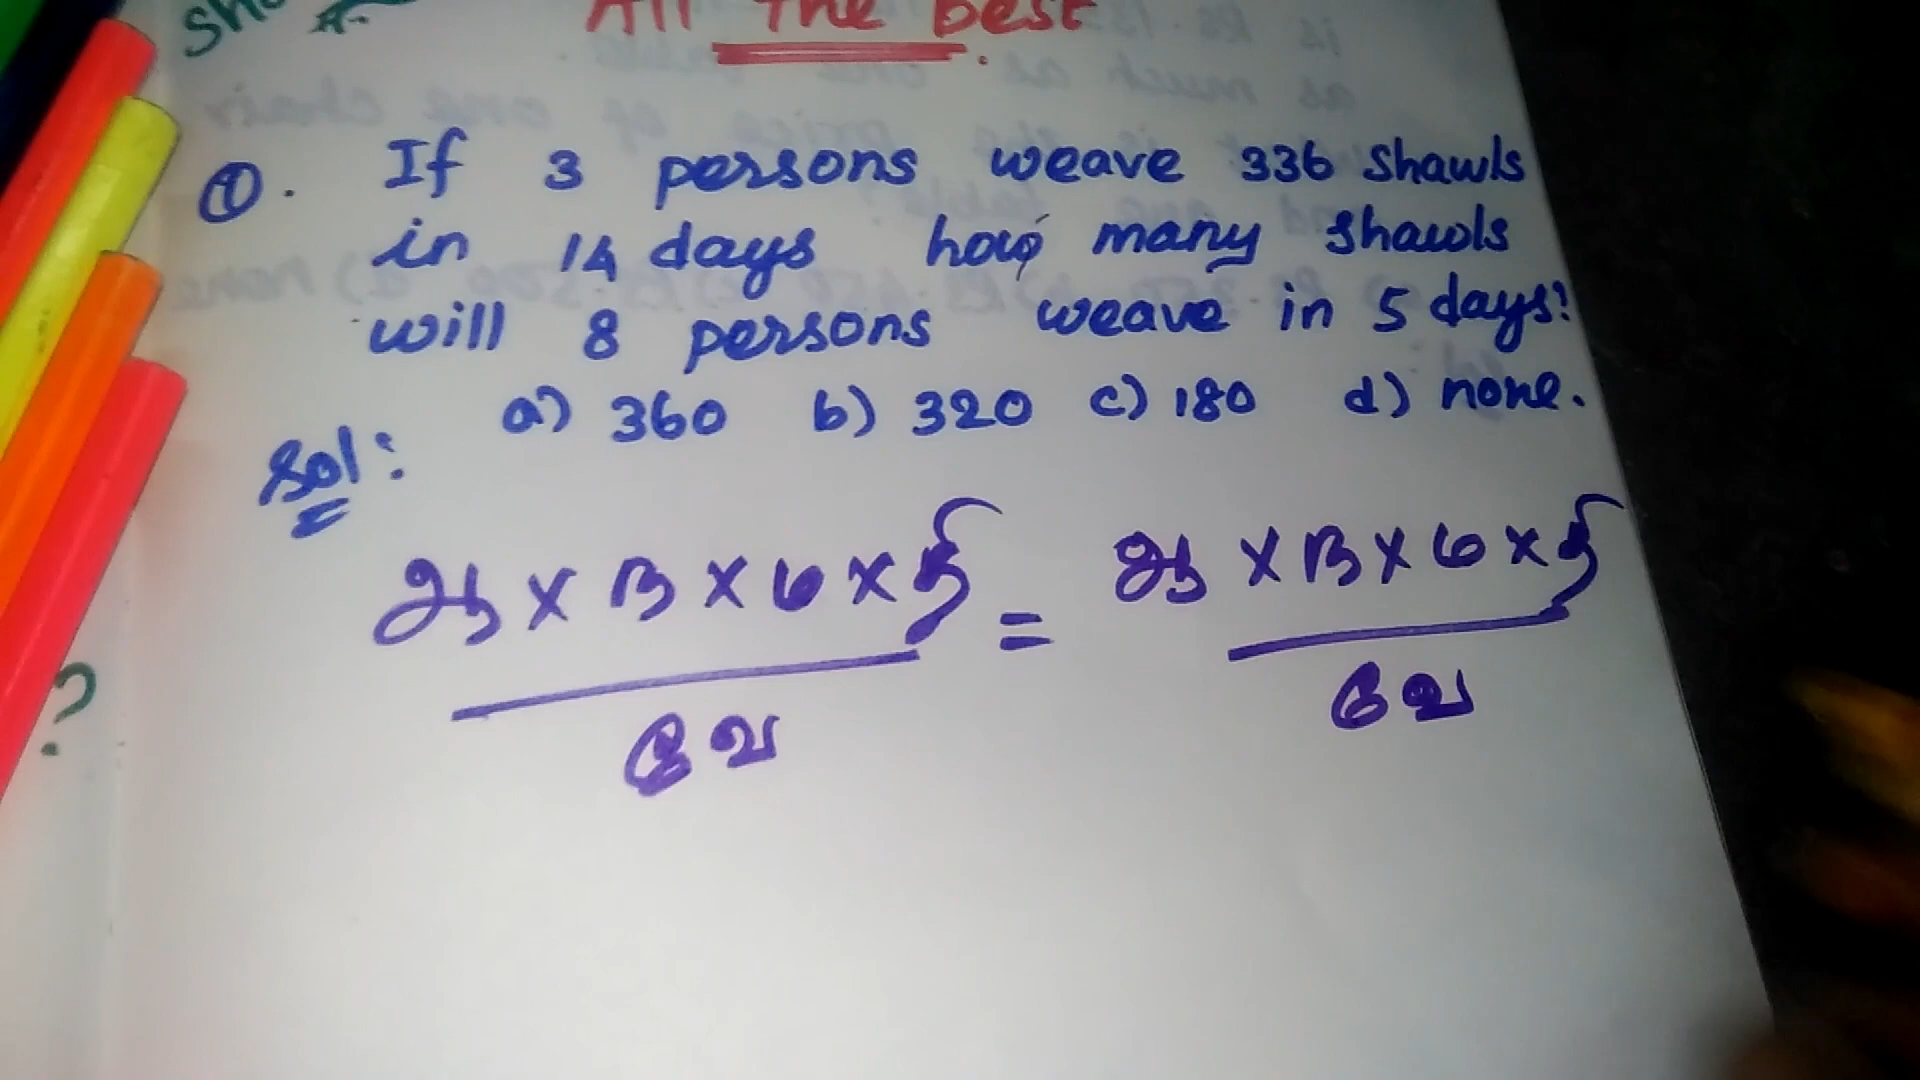 All The best
①. If 3 persons weave 336 shawls
in 14 days how many shawls
will 8 persons weave in 5 days?
a) 360 b) 320 c) 180 d) none.
Sol:
ஆ x நா x ம x தி = ஆ x நா x ம x தி
வே வே
?